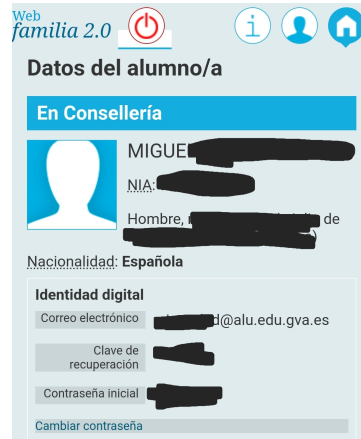 Web
familia 2.0
Datos del alumno/a
En Consellería
NIA:
Hombre, de
Nacionalidad: Española
Identidad digital
Correo electrónico @alu.edu.gva.es
Clave de
recuperación
Contraseña inicial
Cambiar contraseña